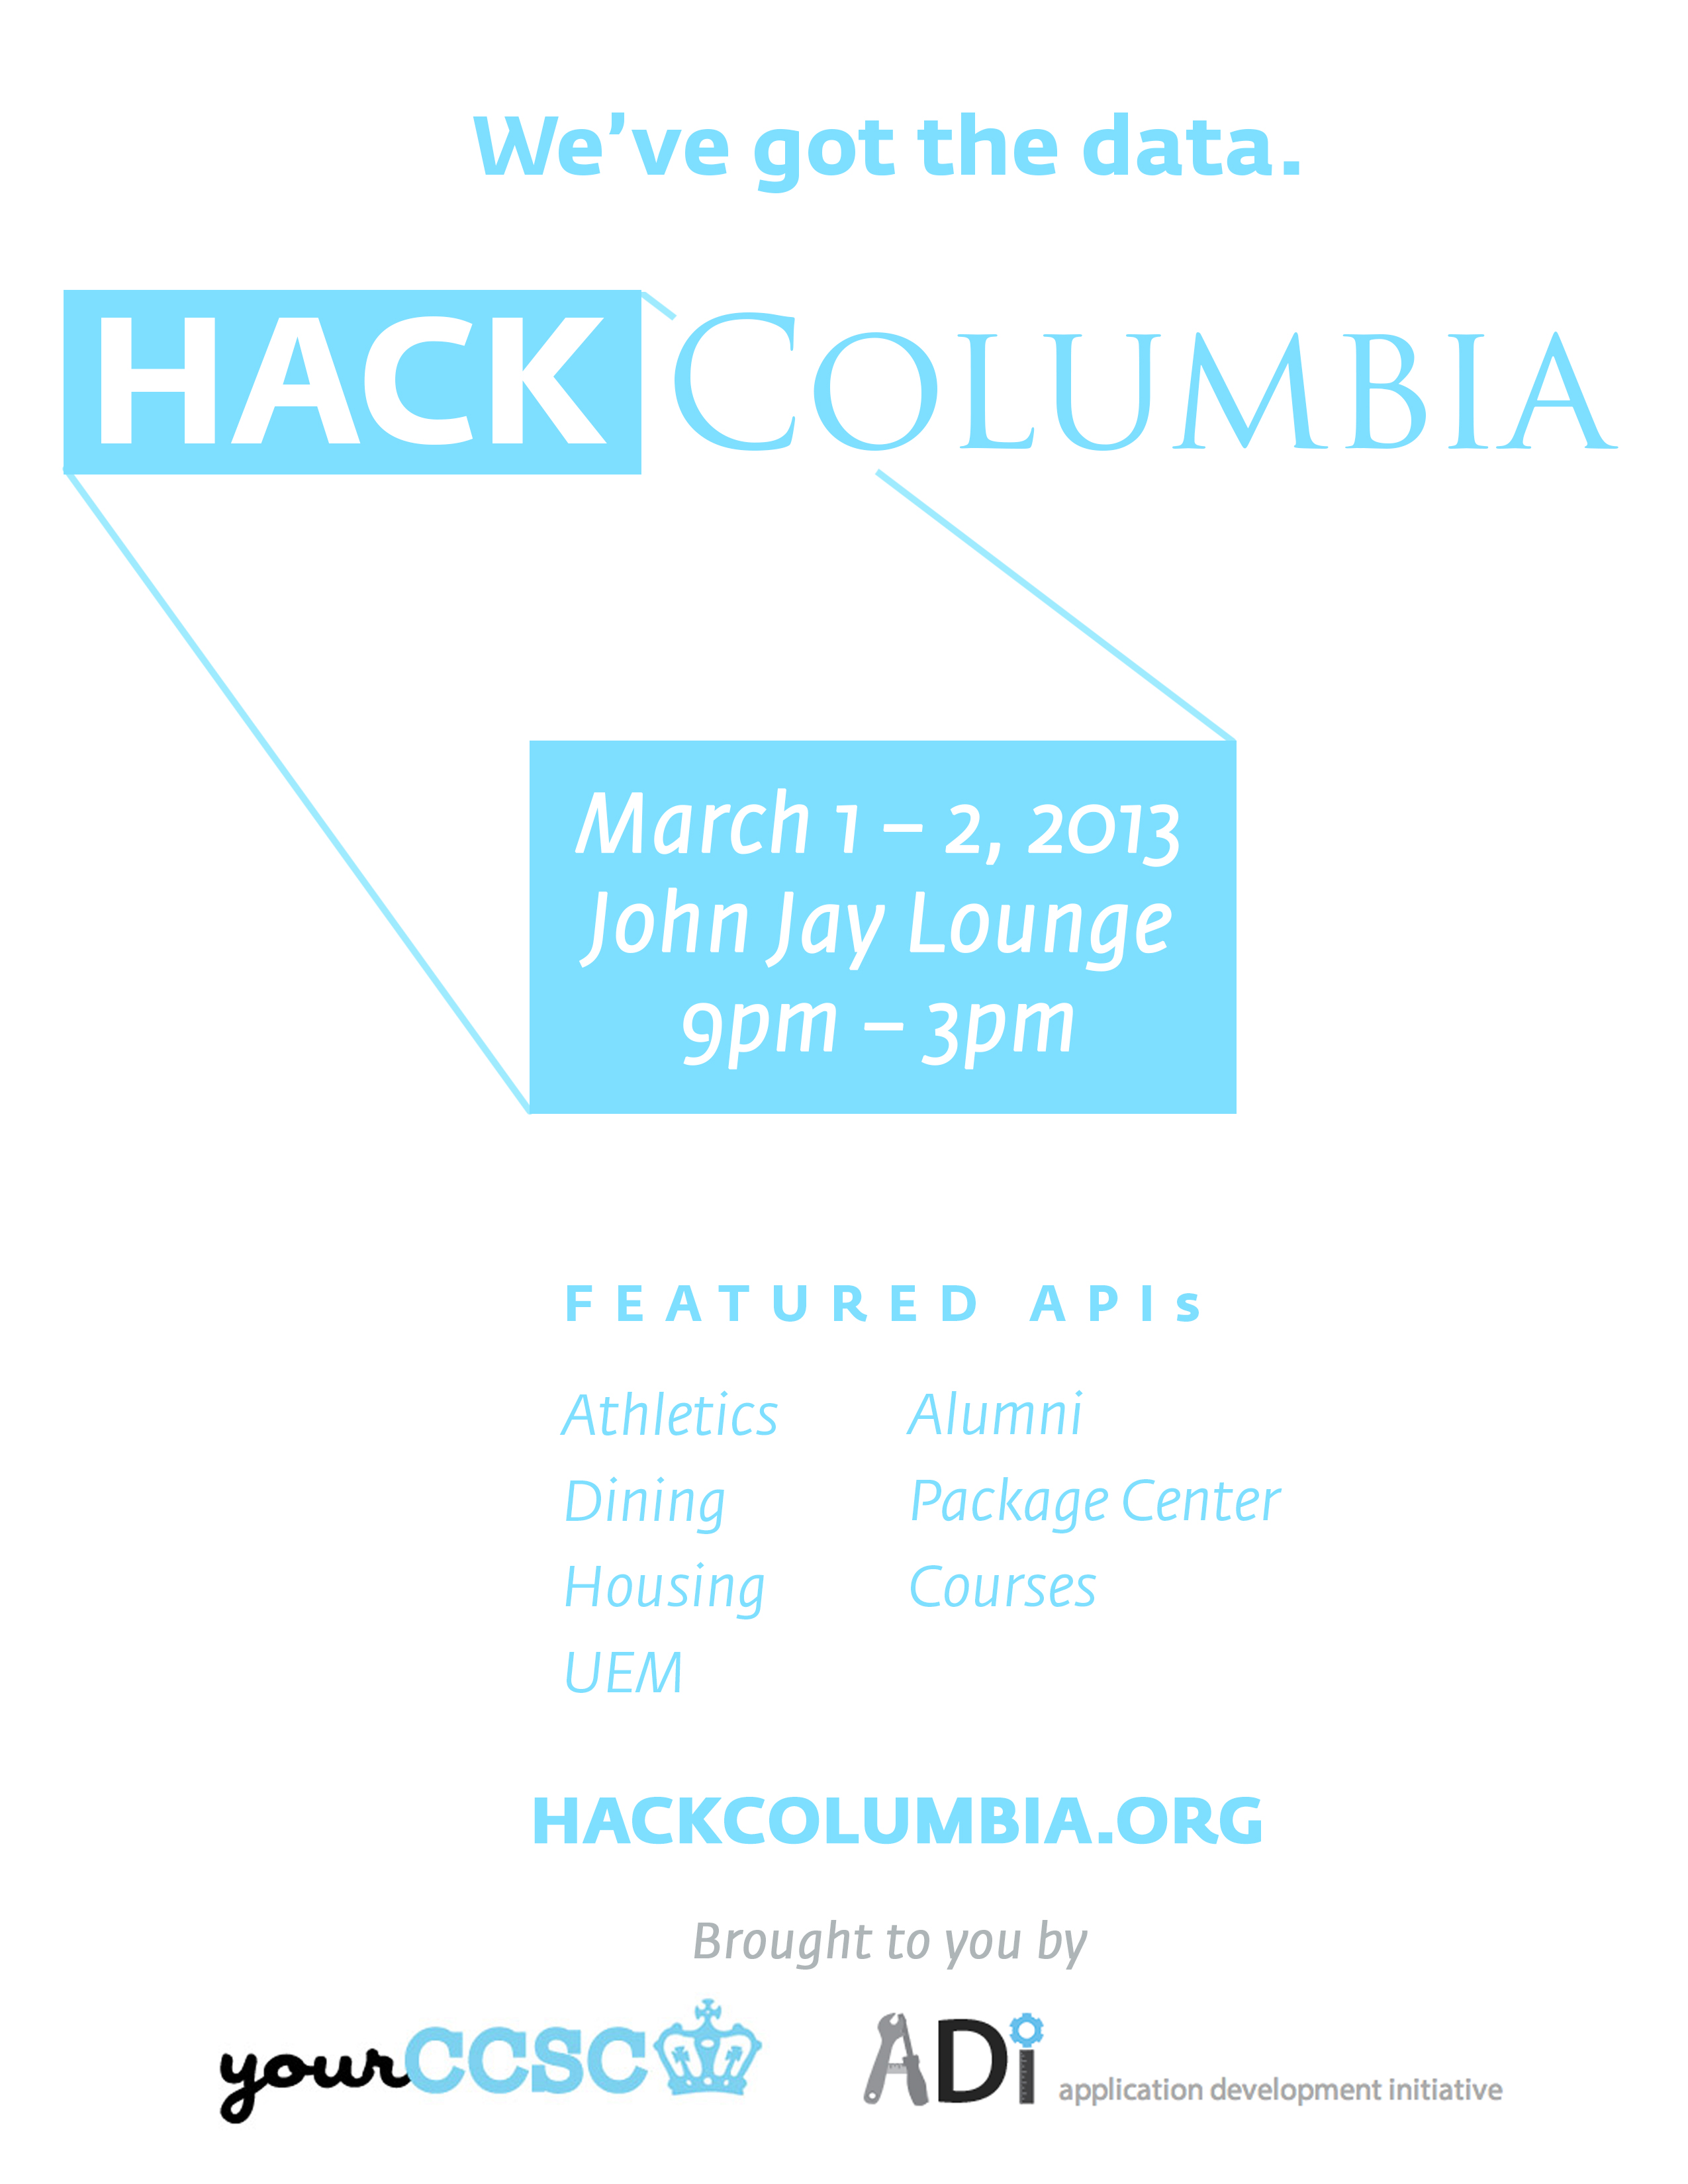 We've got the data.
HACK COLUMBIA
March 1 – 2, 2013
John Jay Lounge
9pm – 3pm
FEATURED APIs
Athletics
Dining
Housing
UEM
Alumni
Package Center
Courses
HACKCOLUMBIA.ORG
Brought to you by
yourCCSC
ADi application development initiative